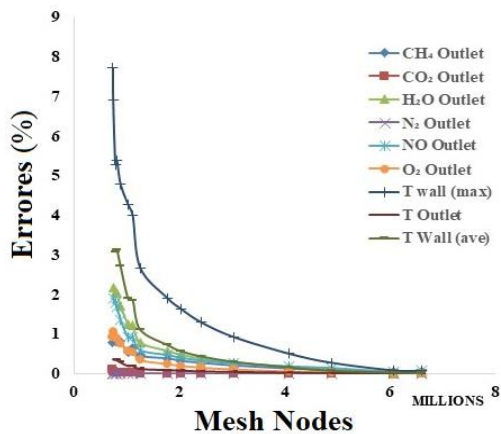 9
8
7
6
5
4
3
2
1
0
Errores (%)
CH₄ Outlet
CO₂ Outlet
H₂O Outlet
N₂ Outlet
NO Outlet
O₂ Outlet
T wall (max)
T Outlet
T Wall (ave)
0 2 4 6 8
MILLIONS
Mesh Nodes